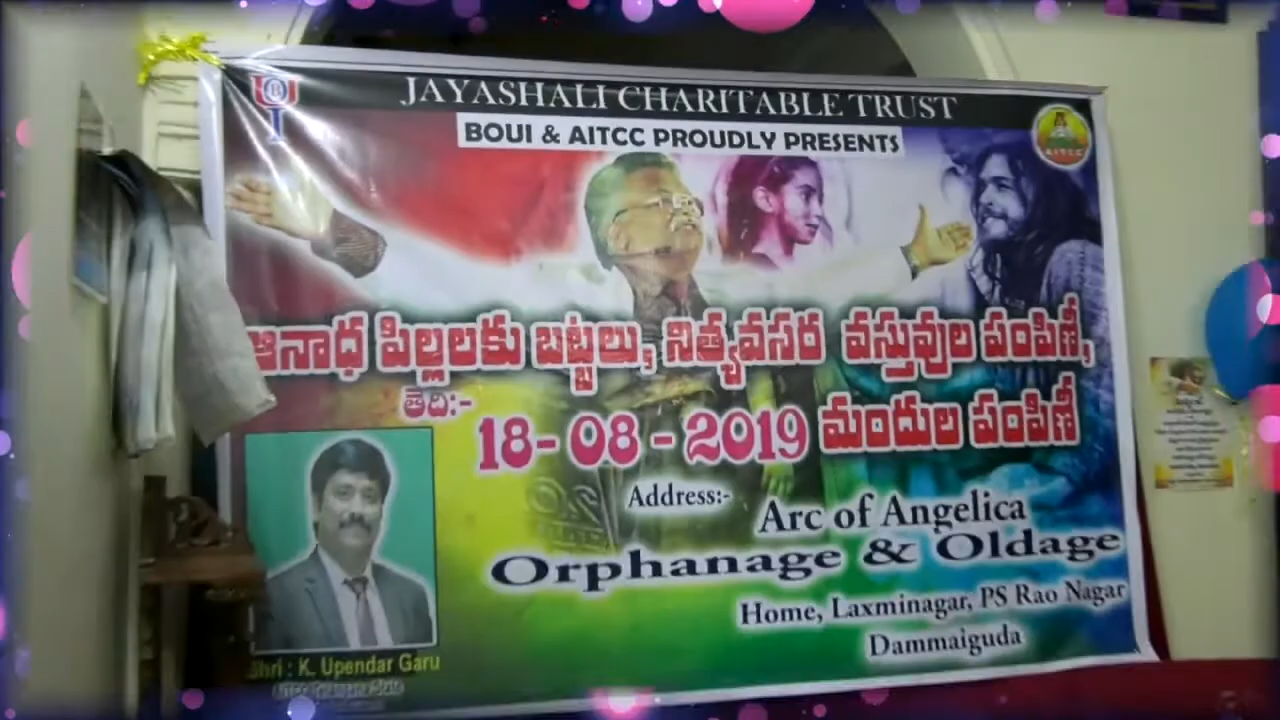 JAYASHALI CHARITABLE TRUST
BOUI & AITCC PROUDLY PRESENTS
AITCC
అనాధ పిల్లలకు బట్టలు, నిత్యవసర వస్తువుల పంపిణీ,
తేది:-
18-08-2019 మందుల పంపిణీ
Address:-
Arc of Angelica
Orphanage & Oldage
Home, Laxminagar, PS Rao Nagar
Dammaiguda
Shri : K. Upendar Garu